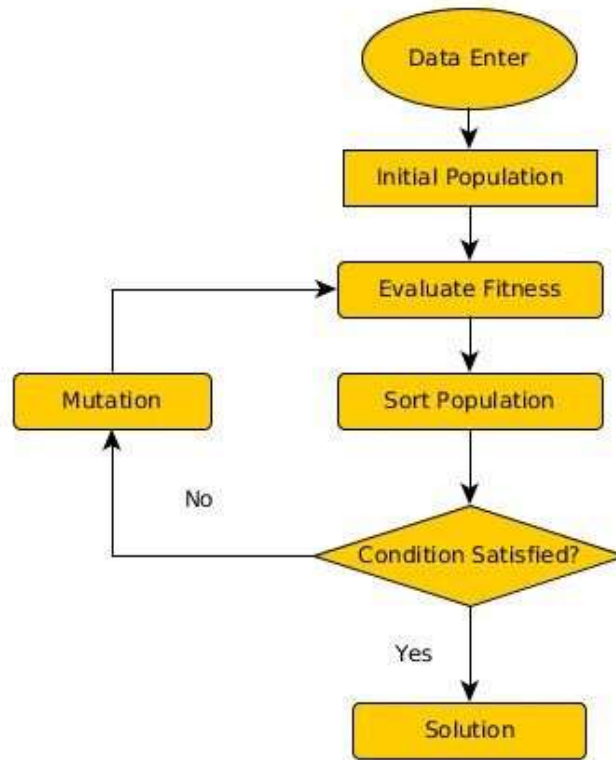 Data Enter
Initial Population
Evaluate Fitness
Mutation
Sort Population
No
Condition Satisfied?
Yes
Solution